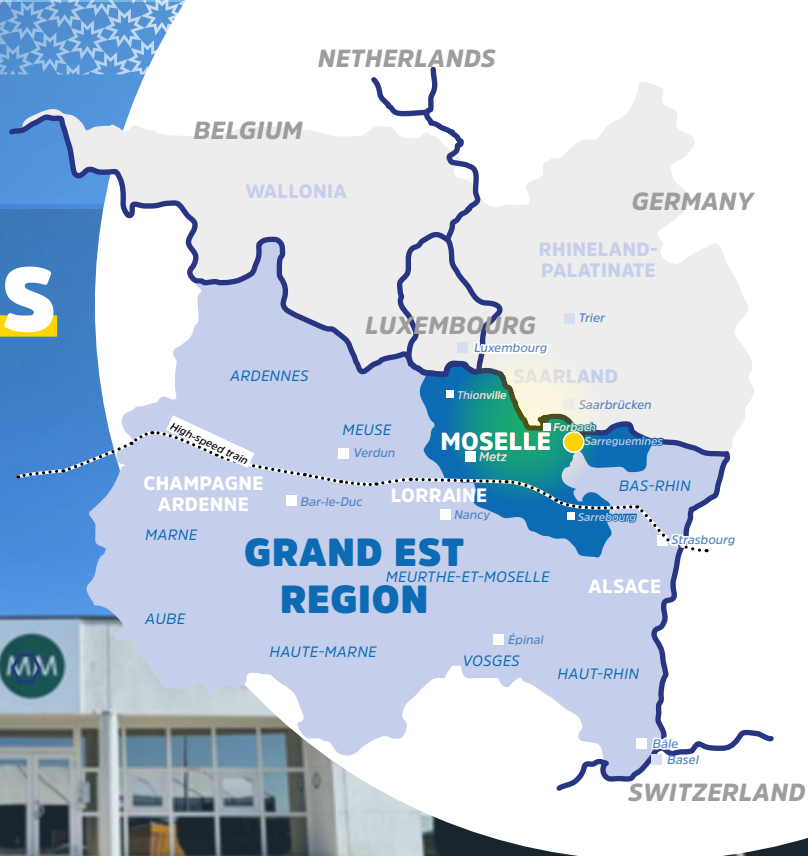 NETHERLANDS
BELGIUM
WALLONIA
GERMANY
RHINELAND-
PALATINATE
S
Trier
LUXEMBOURG
Luxembourg
ARDENNES
SAARLAND
Thionville
Saarbrücken
MEUSE
Forbach
High-speed train
MOSELLE
Sarreguemines
Verdun
Metz
CHAMPAGNE
ARDENNE
BAS-RHIN
LORRAINE
Bar-le-Duc
Nancy
Sarrebourg
MARNE
Strasbourg
GRAND EST
REGION
MEURTHE-ET-MOSELLE
ALSACE
AUBE
Épinal
HAUTE-MARNE
VOSGES
HAUT-RHIN
MM
Bâle
Basel
SWITZERLAND